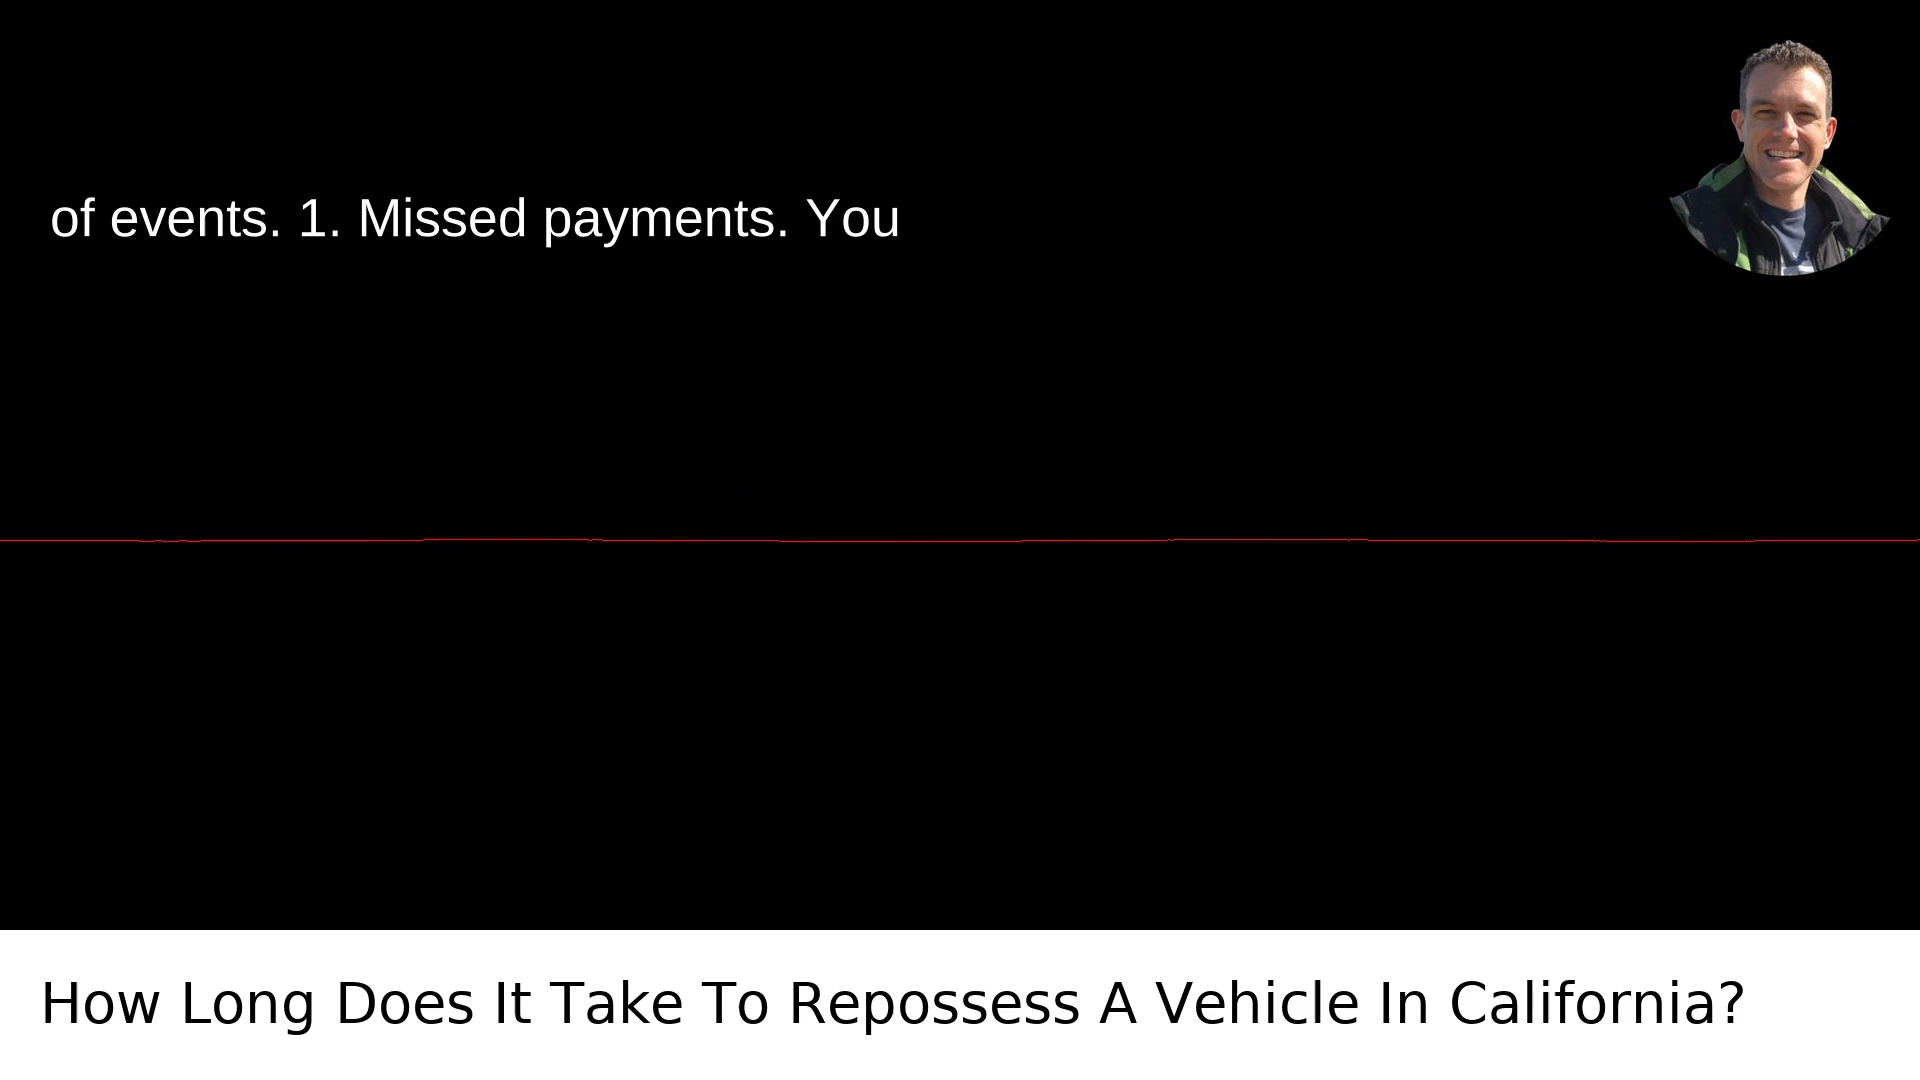 of events. 1. Missed payments. You
How Long Does It Take To Repossess A Vehicle In California?